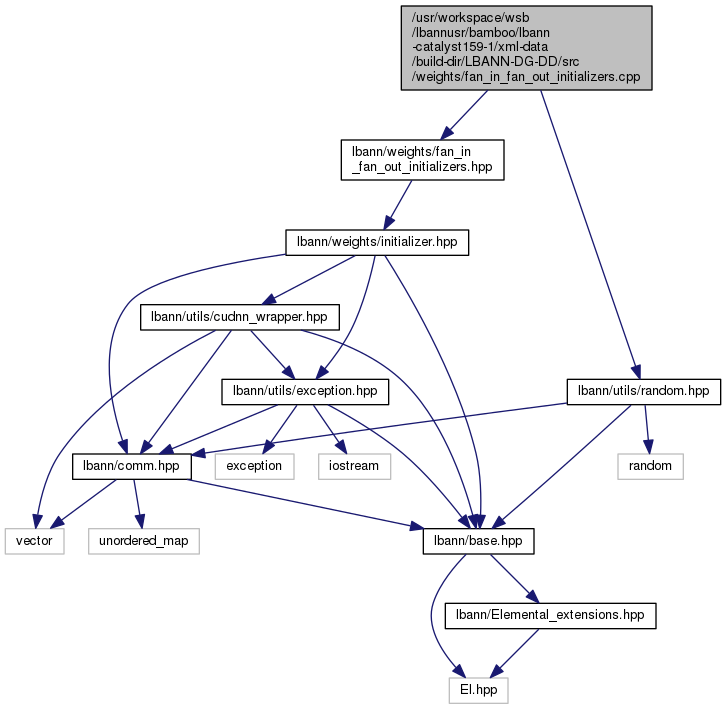 /usr/workspace/wsb
/lbannusr/bamboo/lbann
-catalyst159-1/xml-data
/build-dir/LBANN-DG-DD/src
/weights/fan_in_fan_out_initializers.cpp
lbann/weights/fan_in
_fan_out_initializers.hpp
lbann/weights/initializer.hpp
lbann/utils/cudnn_wrapper.hpp
lbann/utils/exception.hpp
lbann/utils/random.hpp
lbann/comm.hpp
exception
iostream
random
vector
unordered_map
lbann/base.hpp
lbann/Elemental_extensions.hpp
El.hpp